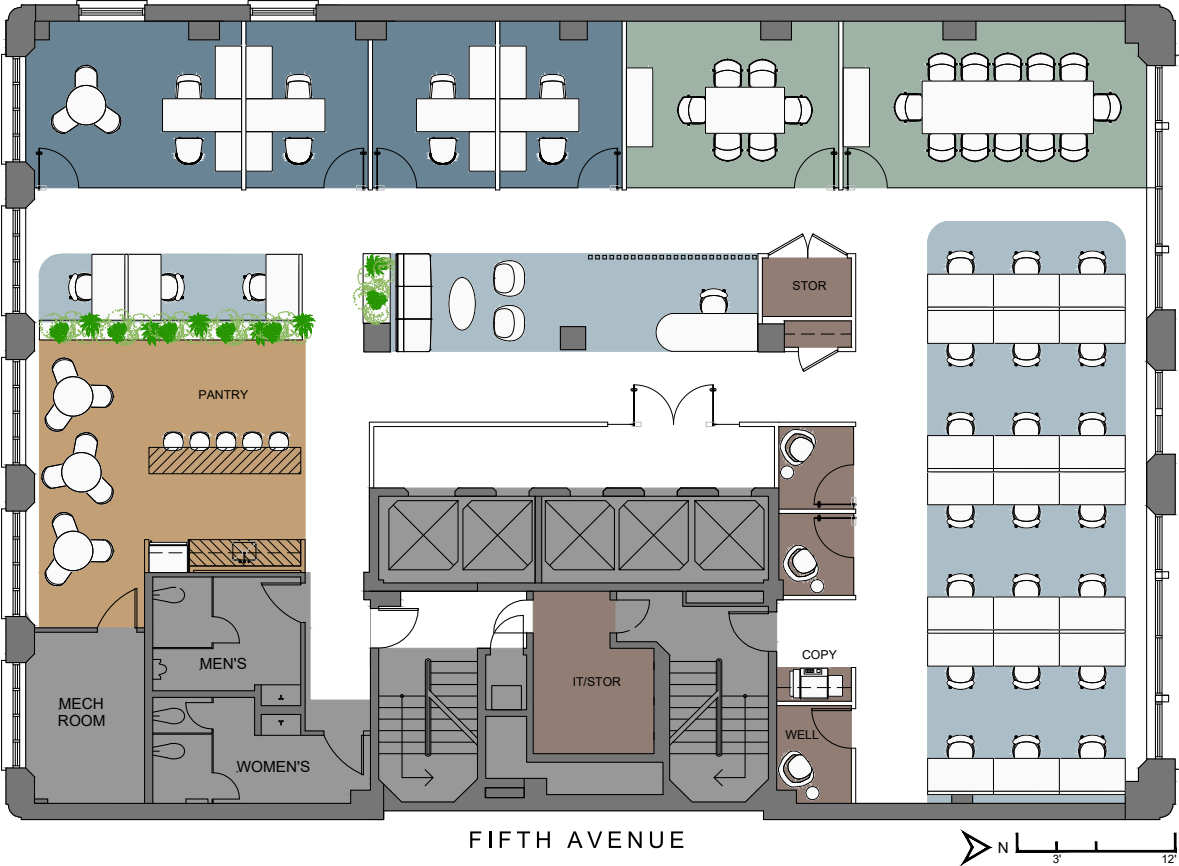 STOR
PANTRY
COPY
MEN'S
IT/STOR
MECH
ROOM
WELL
WOMEN'S
FIFTH AVENUE
N
3'
12'